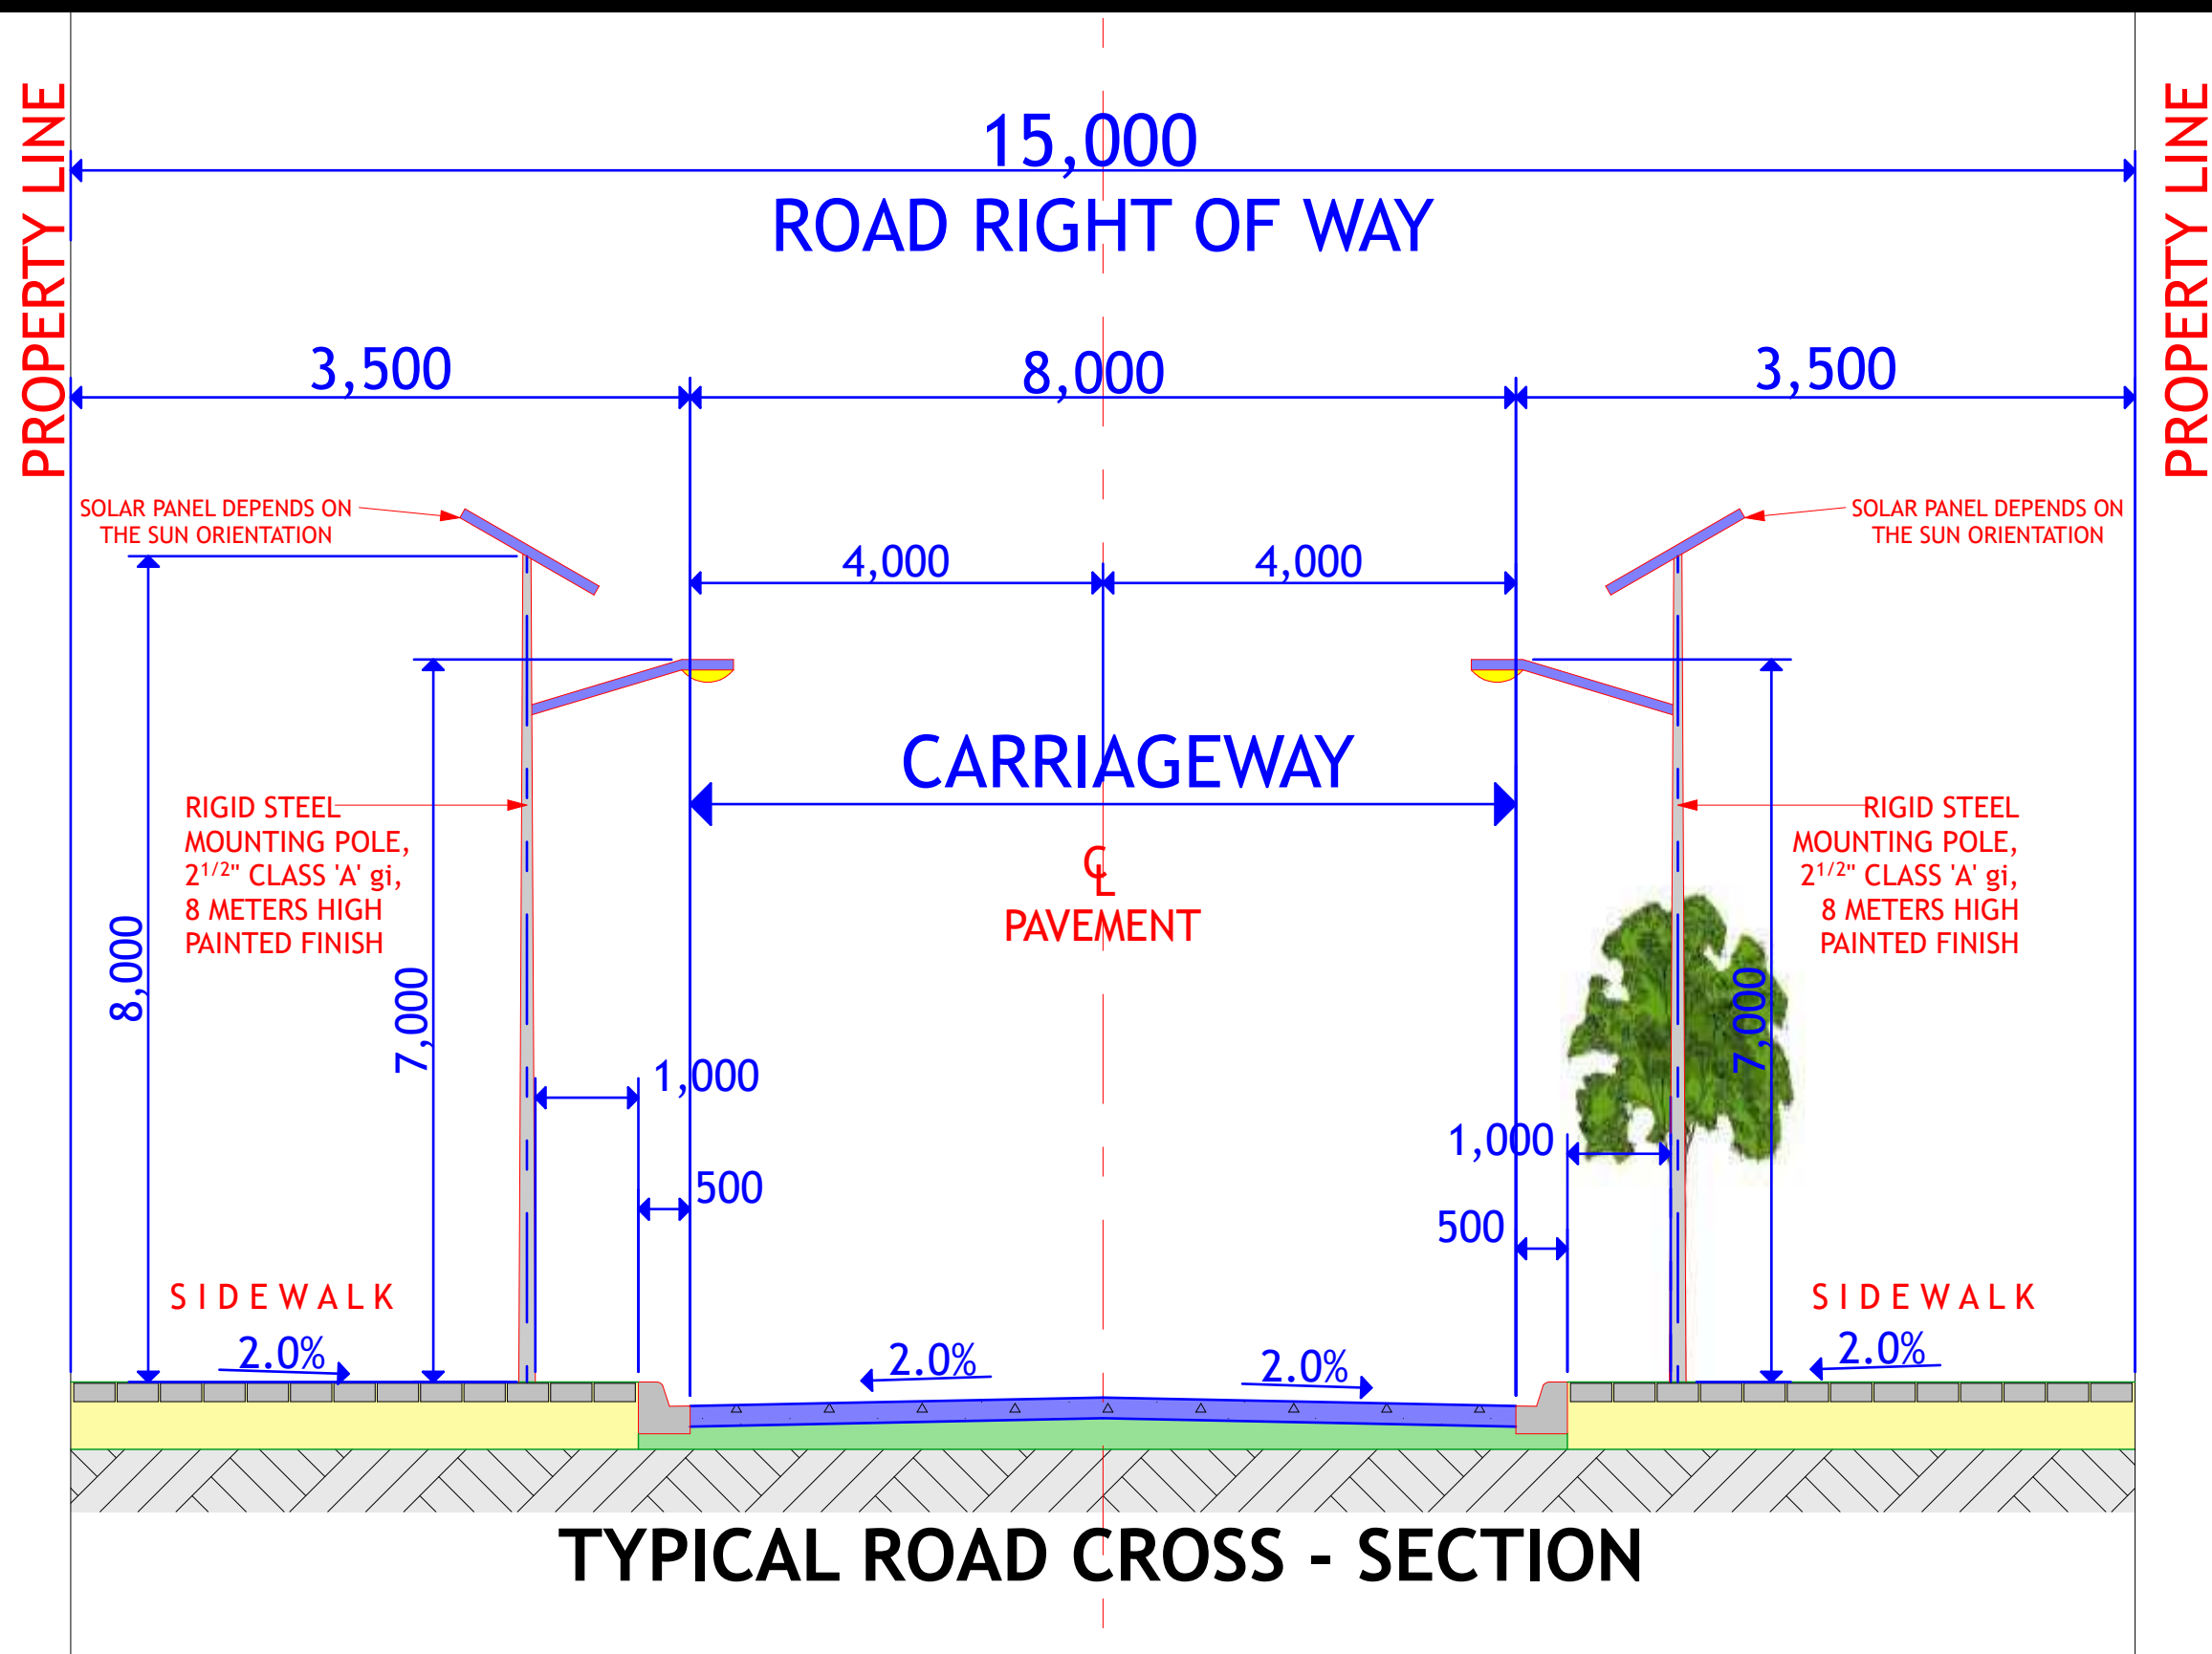 PROPERTY LINE
PROPERTY LINE
15,000
ROAD RIGHT OF WAY
3,500
8,000
3,500
SOLAR PANEL DEPENDS ON
THE SUN ORIENTATION
SOLAR PANEL DEPENDS ON
THE SUN ORIENTATION
4,000
4,000
CARRIAGEWAY
RIGID STEEL
MOUNTING POLE,
2 1/2" CLASS 'A' gi,
8 METERS HIGH
PAINTED FINISH
CL
PAVEMENT
RIGID STEEL
MOUNTING POLE,
2 1/2" CLASS 'A' gi,
8 METERS HIGH
PAINTED FINISH
8,000
7,000
7,000
1,000
1,000
500
500
SIDEWALK
SIDEWALK
2.0%
2.0%
2.0%
2.0%
TYPICAL ROAD CROSS - SECTION